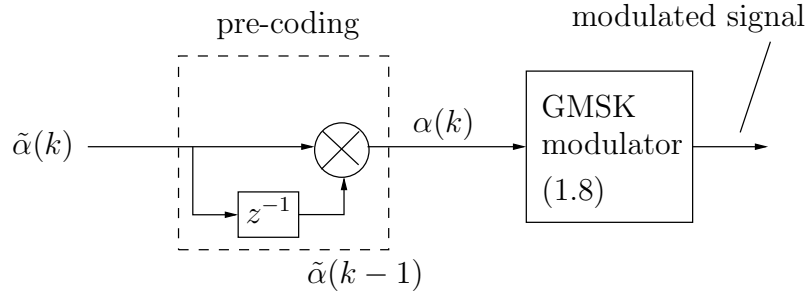 modulated signal
pre-coding
α̃(k)
α(k)
GMSK
modulator
(1.8)
z⁻¹
α̃(k − 1)